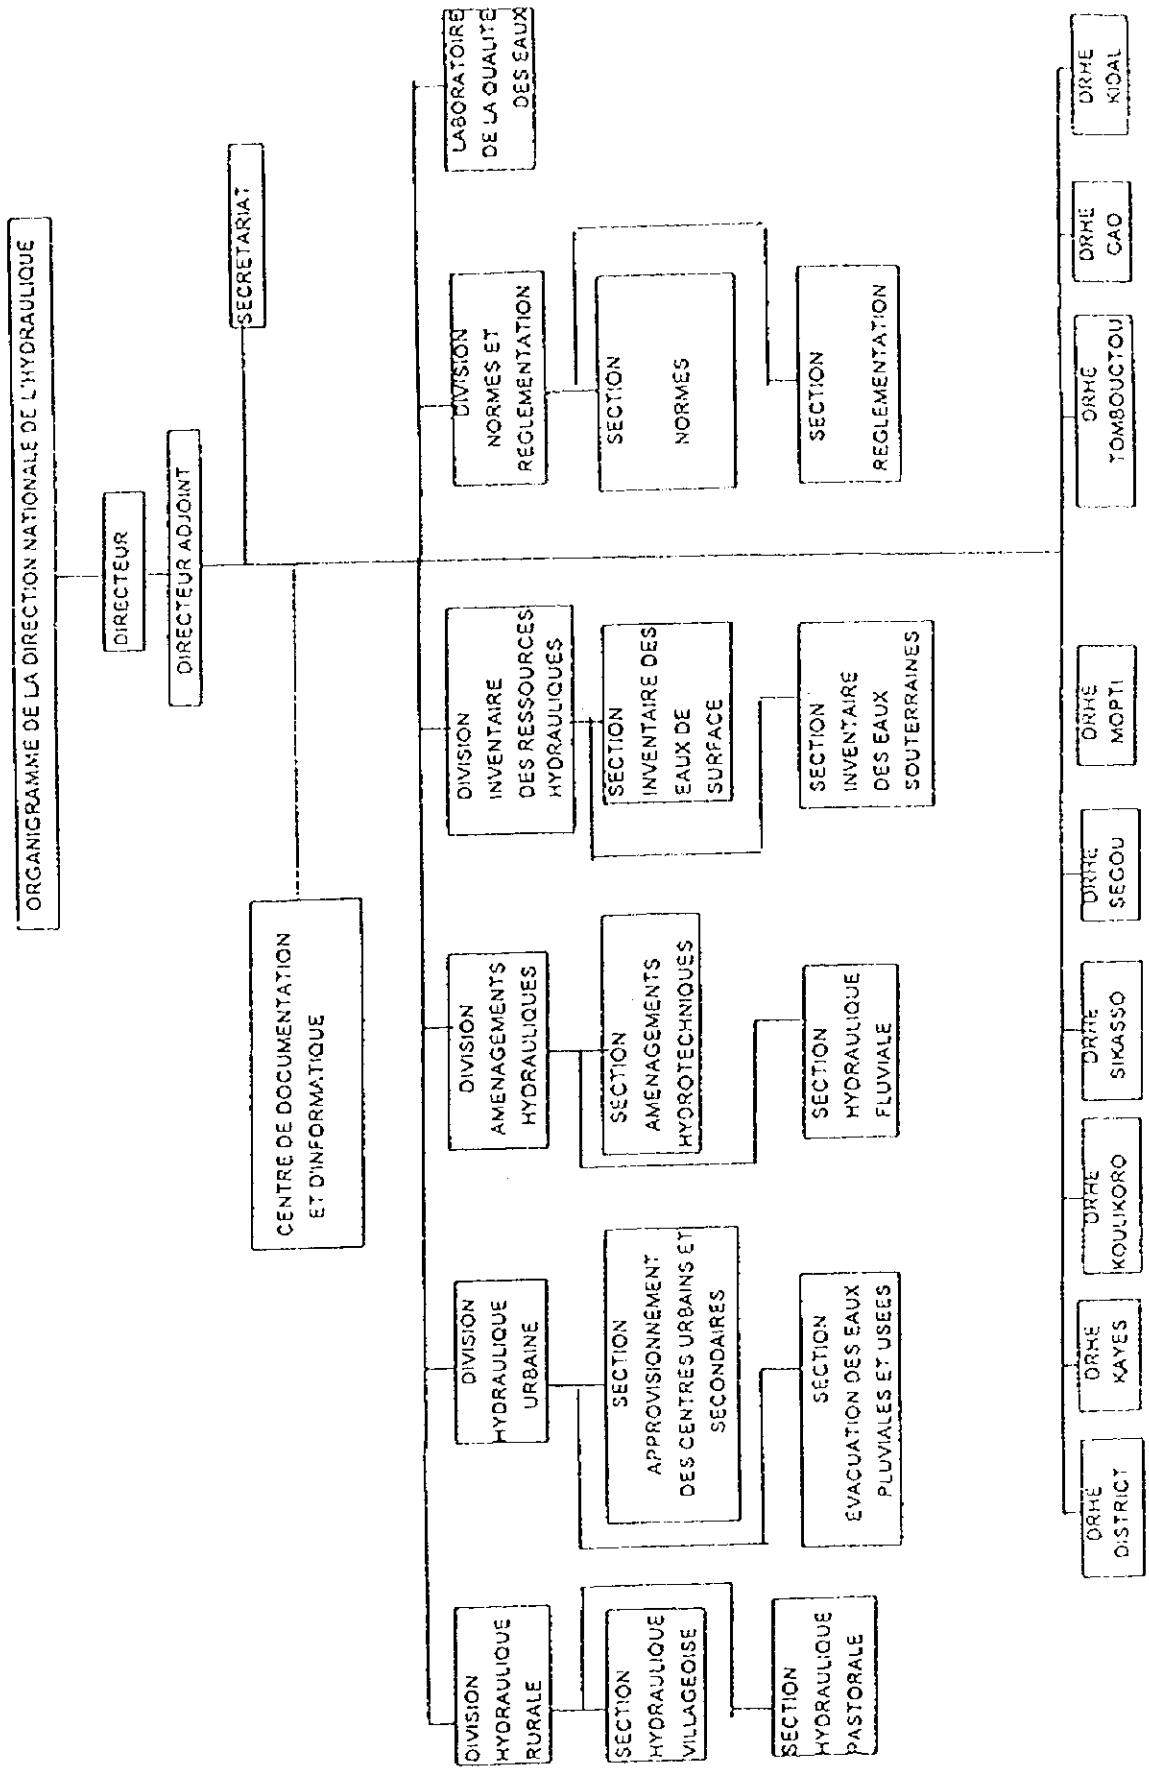 ORGANIGRAMME DE LA DIRECTION NATIONALE DE L'HYDRAULIQUE
DIRECTEUR
DIRECTEUR ADJOINT
SECRETARIAT
CENTRE DE DOCUMENTATION
ET D'INFORMATIQUE
DIVISION
HYDRAULIQUE
RURALE
DIVISION
HYDRAULIQUE
URBAINE
DIVISION
AMENAGEMENTS
HYDRAULIQUES
DIVISION
INVENTAIRE
DES RESSOURCES
HYDRAULIQUES
DIVISION
NORMES ET
REGLEMENTATION
LABORATOIRE
DE LA QUALITE
DES EAUX
SECTION
HYDRAULIQUE
VILLAGEOISE
SECTION
APPROVISIONNEMENT
DES CENTRES URBAINS ET
SECONDAIRES
SECTION
AMENAGEMENTS
HYDROTECHNIQUES
SECTION
INVENTAIRE DES
EAUX DE
SURFACE
SECTION
NORMES
SECTION
HYDRAULIQUE
PASTORALE
SECTION
EVACUATION DES EAUX
PLUVIALES ET USEES
SECTION
HYDRAULIQUE
FLUVIALE
SECTION
INVENTAIRE
DES EAUX
SOUTERRAINES
SECTION
REGLEMENTATION
DRHE
DISTRICT
DRHE
KAYES
DRHE
KOULIKORO
DRHE
SIKASSO
DRHE
SEGOU
DRHE
MOPTI
DRHE
TOMBOUCTOU
DRHE
GAO
DRHE
KIDAL